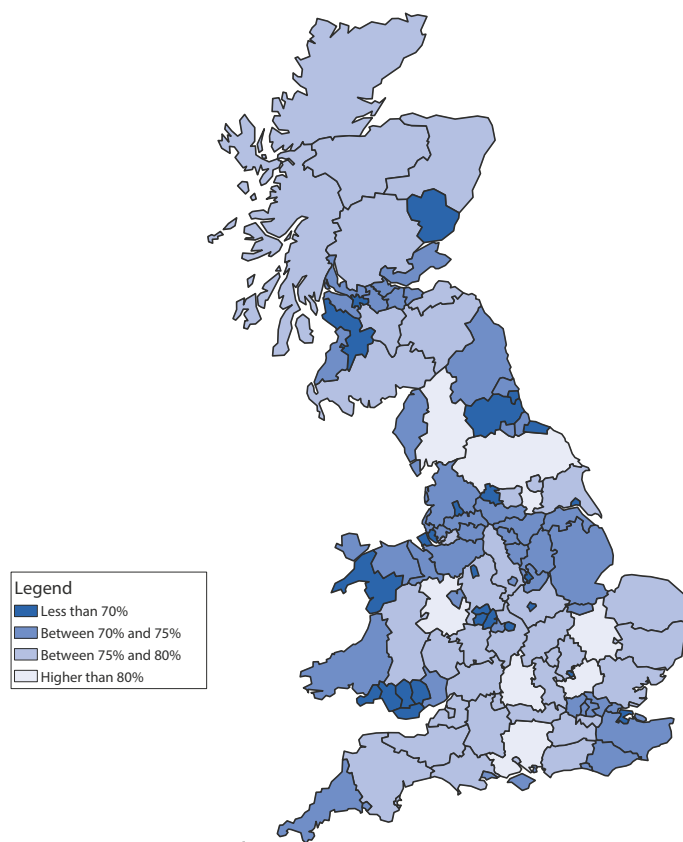 Legend
Less than 70%
Between 70% and 75%
Between 75% and 80%
Higher than 80%